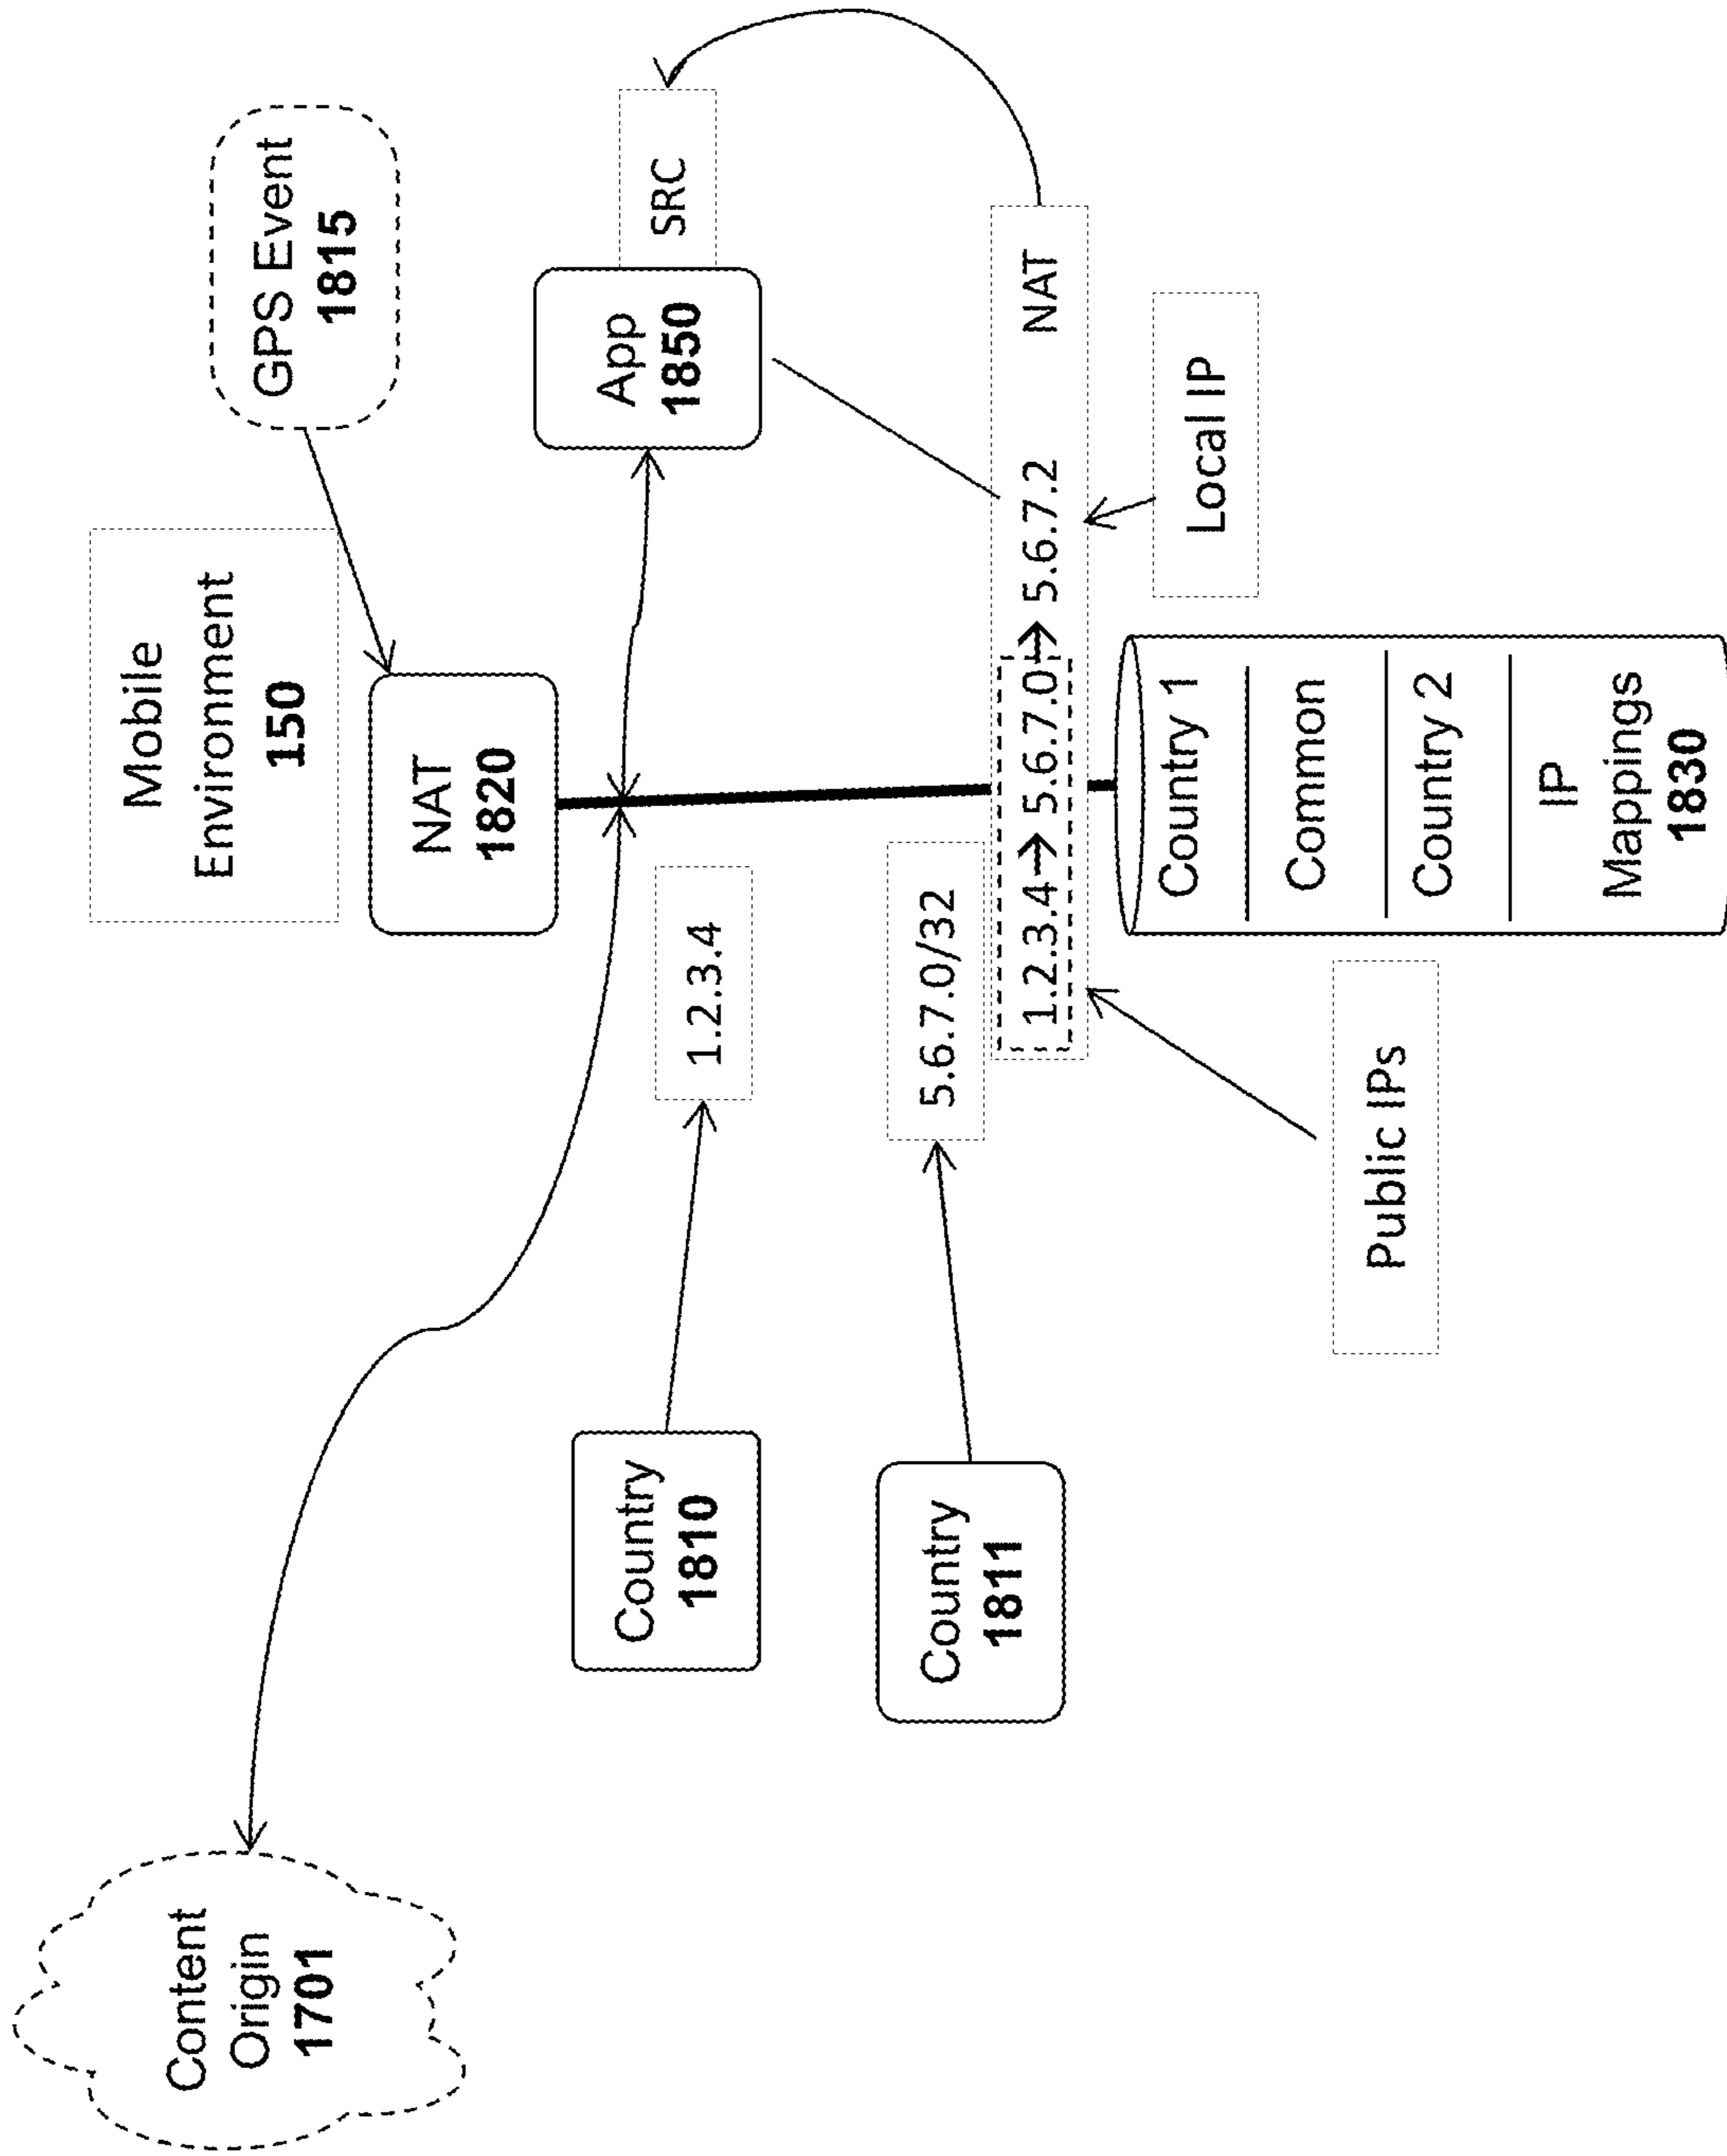 Content
Origin
1701
Mobile
Environment
150
GPS Event
1815
NAT
1820
Country
1810
1.2.3.4
App
1850
SRC
Country
1811
5.6.7.0/32
1.2.3.4→ 5.6.7.0→ 5.6.7.2 NAT
Public IPs
Local IP
Country 1
Common
Country 2
IP
Mappings
1830